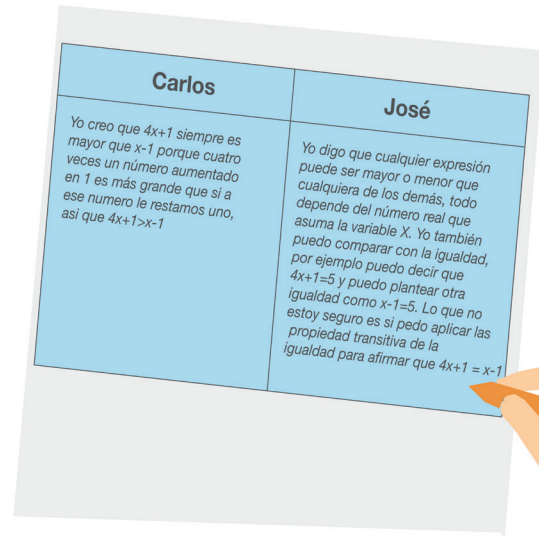 Carlos
Yo creo que 4x+1 siempre es
mayor que x-1 porque cuatro
veces un número aumentado
en 1 es más grande que si a
ese numero le restamos uno,
asi que 4x+1>x-1
José
Yo digo que cualquier expresión
puede ser mayor o menor que
cualquiera de los demás, todo
depende del número real que
asuma la variable X. Yo también
puedo comparar con la igualdad,
por ejemplo puedo decir que
4x+1=5 y puedo plantear otra
igualdad como x-1=5. Lo que no
estoy seguro es si pedo aplicar las
propiedad transitiva de la
igualdad para afirmar que 4x+1 = x-1